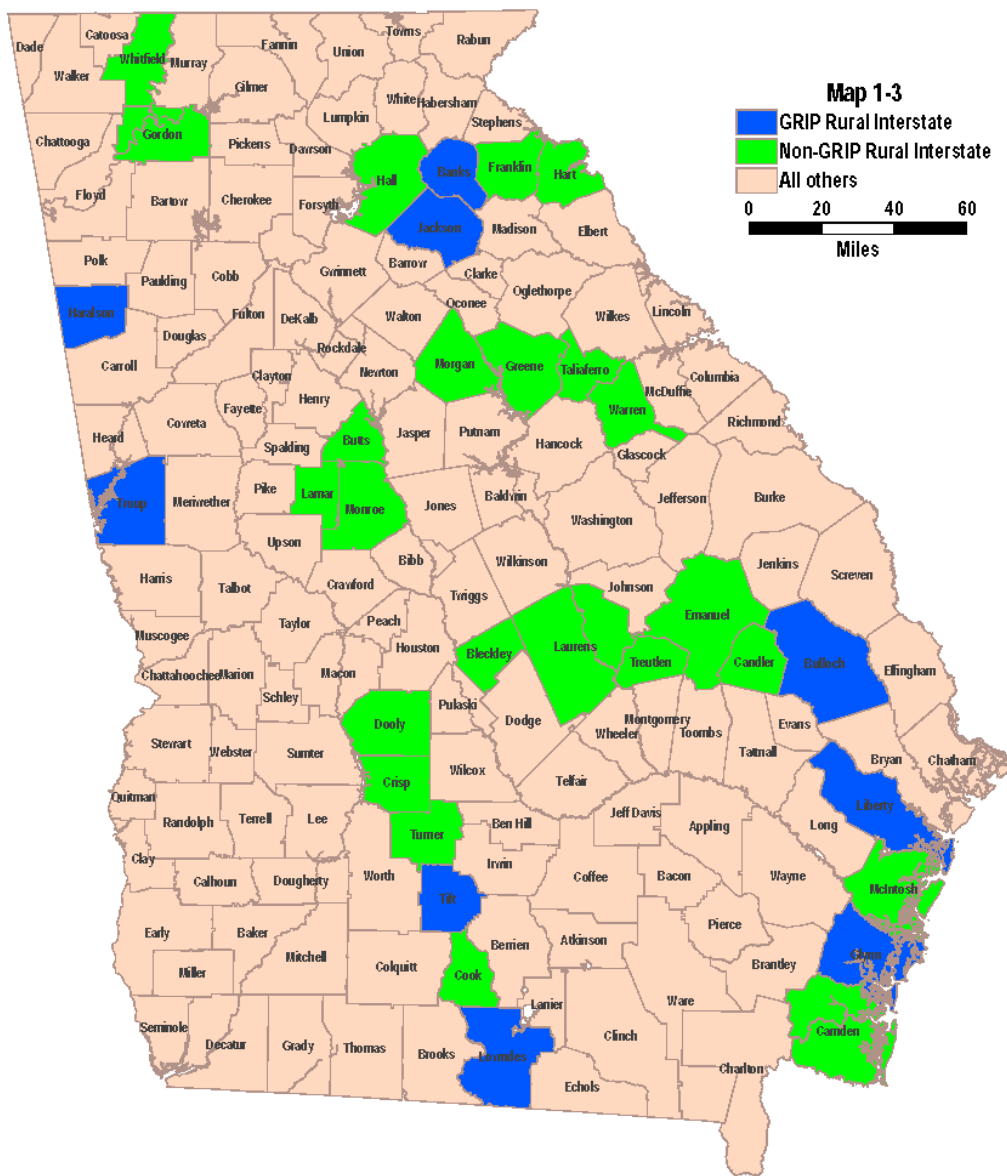 Map 1-3
GRIP Rural Interstate
Non-GRIP Rural Interstate
All others
0 20 40 60
Miles
Dade
Catoosa
Whitfield
Walker
Murray
Fannin
Union
Towns
Rabun
Gilmer
White
Habersham
Lumpkin
Stephens
Chattooga
Gordon
Pickens
Dawson
Hall
Banks
Franklin
Hart
Floyd
Bartow
Cherokee
Forsyth
Jackson
Madison
Elbert
Polk
Paulding
Cobb
Gwinnett
Barrow
Clarke
Oglethorpe
Oconee
Haralson
Fulton
DeKalb
Walton
Wilkes
Lincoln
Douglas
Rockdale
Carroll
Newton
Morgan
Greene
Taliaferro
Columbia
McDuffie
Clayton
Henry
Fayette
Warren
Richmond
Heard
Coweta
Spalding
Butts
Jasper
Putnam
Hancock
Glascock
Troup
Meriwether
Pike
Lamar
Monroe
Jones
Baldwin
Jefferson
Burke
Washington
Upson
Bibb
Wilkinson
Jenkins
Screven
Harris
Talbot
Crawford
Twiggs
Johnson
Emanuel
Muscogee
Taylor
Peach
Houston
Bleckley
Laurens
Treutlen
Candler
Bulloch
Effingham
Chattahoochee
Marion
Schley
Macon
Pulaski
Dodge
Dooly
Stewart
Webster
Sumter
Wilcox
Wheeler
Montgomery
Toombs
Evans
Tattnall
Bryan
Chatham
Crisp
Telfair
Quitman
Randolph
Terrell
Lee
Turner
Ben Hill
Jeff Davis
Appling
Long
Liberty
Clay
Irwin
Calhoun
Dougherty
Worth
Tift
Coffee
Bacon
Wayne
McIntosh
Early
Baker
Mitchell
Colquitt
Berrien
Atkinson
Pierce
Brantley
Glynn
Miller
Cook
Lanier
Ware
Seminole
Decatur
Grady
Thomas
Brooks
Lowndes
Clinch
Camden
Echols
Charlton